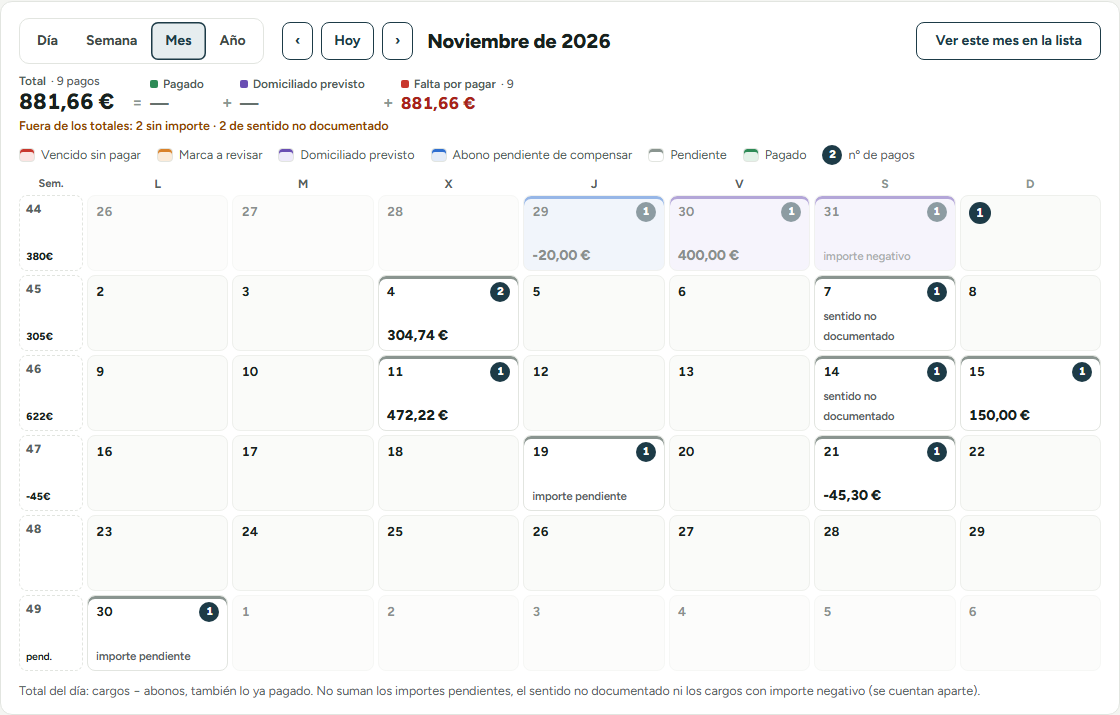 Día Semana Mes Año ‹ Hoy › Noviembre de 2026 Ver este mes en la lista
Total · 9 pagos Pagado Domiciliado previsto Falta por pagar · 9
881,66 € = — + — + 881,66 €
Fuera de los totales: 2 sin importe · 2 de sentido no documentado
Vencido sin pagar Marca a revisar Domiciliado previsto Abono pendiente de compensar Pendiente Pagado 2 nº de pagos
Sem. L M X J V S D
44 26 27 28 29 1 30 1 31 1 1
380€ -20,00 € 400,00 € importe negativo
45 2 3 4 2 5 6 7 1 8
sentido no
305€ 304,74 € documentado
46 9 10 11 1 12 13 14 1 15 1
sentido no
622€ 472,22 € documentado 150,00 €
47 16 17 18 19 1 20 21 1 22
-45€ importe pendiente -45,30 €
48 23 24 25 26 27 28 29
49 30 1 1 2 3 4 5 6
pend. importe pendiente
Total del día: cargos – abonos, también lo ya pagado. No suman los importes pendientes, el sentido no documentado ni los cargos con importe negativo (se cuentan aparte).